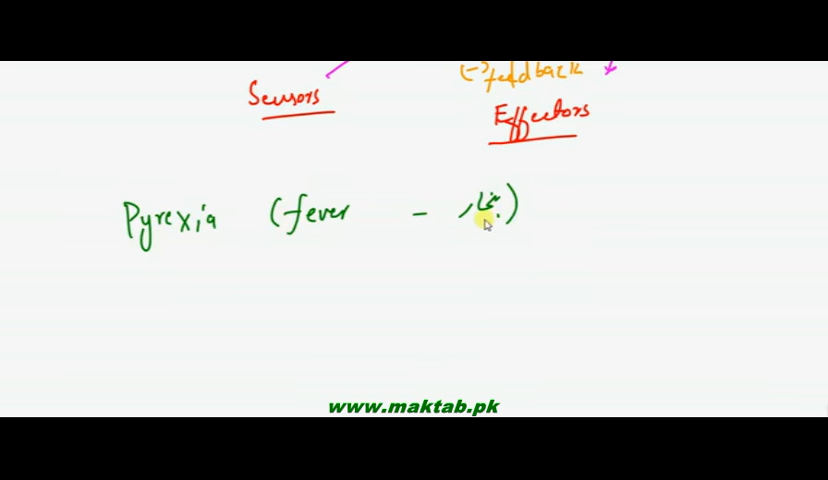 (-) feedback
Sensors
Effectors
Pyrexia (fever - بخار)
www.maktab.pk